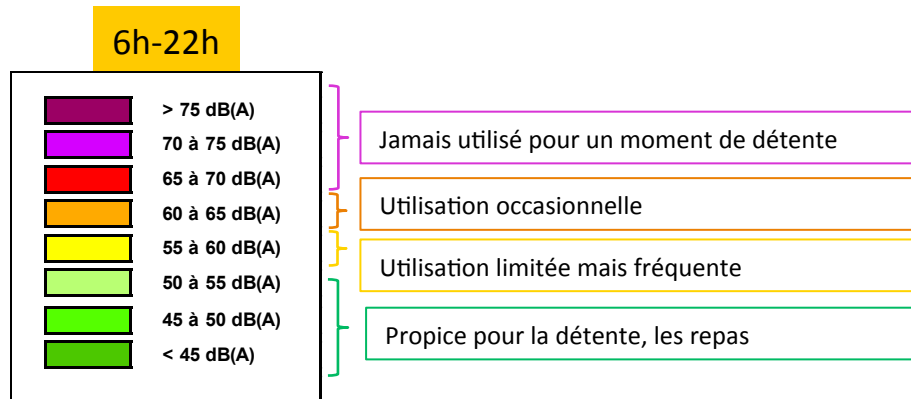 6h-22h
> 75 dB(A)
70 à 75 dB(A)
65 à 70 dB(A)
60 à 65 dB(A)
55 à 60 dB(A)
50 à 55 dB(A)
45 à 50 dB(A)
< 45 dB(A)
Jamais utilisé pour un moment de détente
Utilisation occasionnelle
Utilisation limitée mais fréquente
Propice pour la détente, les repas